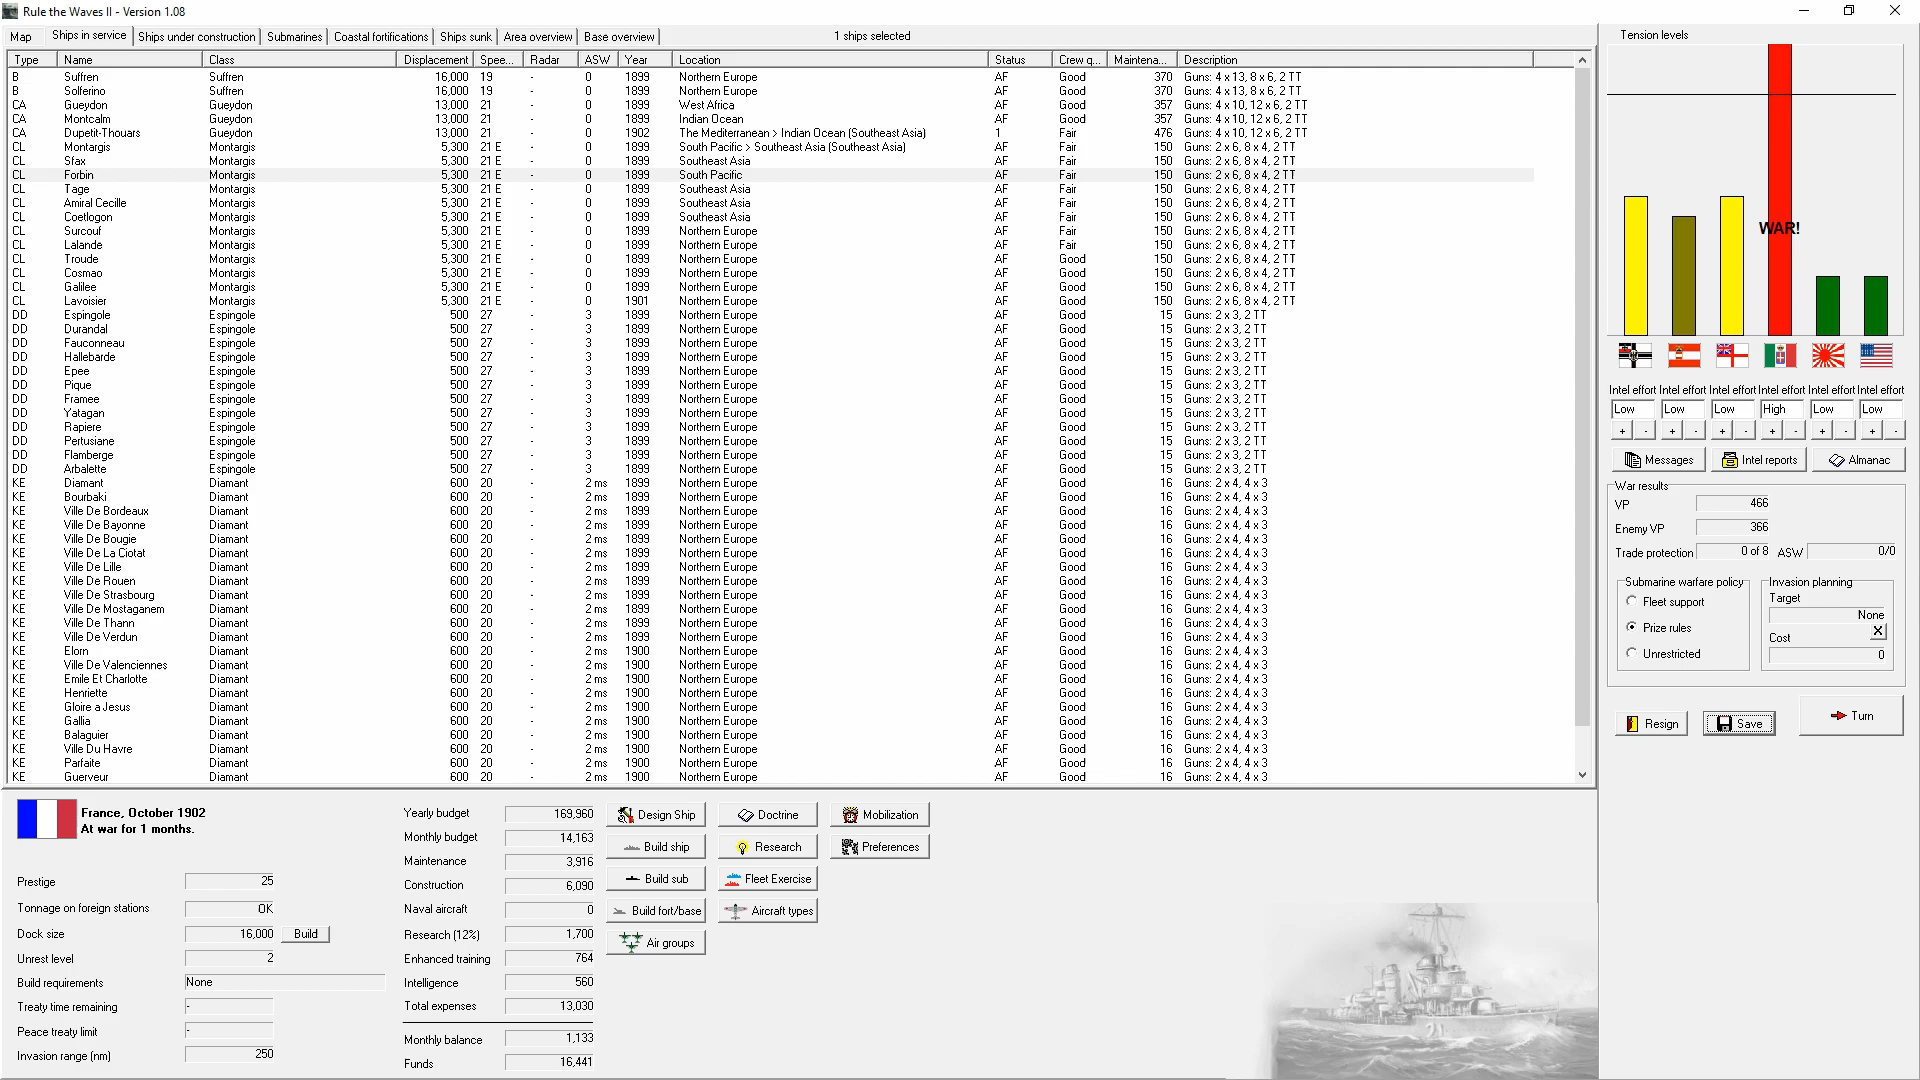 Rule the Waves II - Version 1.08
Map Ships in service Ships under construction Submarines Coastal fortifications Ships sunk Area overview Base overview 1 ships selected
Type Name Class Displacement Spee... Radar ASW Year Location Status Crew q... Maintena... Description
B Suffren Suffren 16,000 19 - 0 1899 Northern Europe AF Good 370 Guns: 4 x 13, 8 x 6, 2 TT
B Solferino Suffren 16,000 19 - 0 1899 Northern Europe AF Good 370 Guns: 4 x 13, 8 x 6, 2 TT
CA Gueydon Gueydon 13,000 21 - 0 1899 West Africa AF Good 357 Guns: 4 x 10, 12 x 6, 2 TT
CA Montcalm Gueydon 13,000 21 - 0 1899 Indian Ocean AF Good 357 Guns: 4 x 10, 12 x 6, 2 TT
CA Dupetit-Thouars Gueydon 13,000 21 - 0 1902 The Mediterranean > Indian Ocean (Southeast Asia) 1 Fair 476 Guns: 4 x 10, 12 x 6, 2 TT
CL Montargis Montargis 5,300 21 E - 0 1899 South Pacific > Southeast Asia (Southeast Asia) AF Fair 150 Guns: 2 x 6, 8 x 4, 2 TT
CL Sfax Montargis 5,300 21 E - 0 1899 Southeast Asia AF Fair 150 Guns: 2 x 6, 8 x 4, 2 TT
CL Forbin Montargis 5,300 21 E - 0 1899 South Pacific AF Fair 150 Guns: 2 x 6, 8 x 4, 2 TT
CL Tage Montargis 5,300 21 E - 0 1899 Southeast Asia AF Fair 150 Guns: 2 x 6, 8 x 4, 2 TT
CL Amiral Cecille Montargis 5,300 21 E - 0 1899 Southeast Asia AF Fair 150 Guns: 2 x 6, 8 x 4, 2 TT
CL Coetlogon Montargis 5,300 21 E - 0 1899 Southeast Asia AF Fair 150 Guns: 2 x 6, 8 x 4, 2 TT
CL Surcouf Montargis 5,300 21 E - 0 1899 Northern Europe AF Fair 150 Guns: 2 x 6, 8 x 4, 2 TT
CL Lalande Montargis 5,300 21 E - 0 1899 Northern Europe AF Fair 150 Guns: 2 x 6, 8 x 4, 2 TT
CL Troude Montargis 5,300 21 E - 0 1899 Northern Europe AF Good 150 Guns: 2 x 6, 8 x 4, 2 TT
CL Cosmao Montargis 5,300 21 E - 0 1899 Northern Europe AF Good 150 Guns: 2 x 6, 8 x 4, 2 TT
CL Galilee Montargis 5,300 21 E - 0 1899 Northern Europe AF Good 150 Guns: 2 x 6, 8 x 4, 2 TT
CL Lavoisier Montargis 5,300 21 E - 0 1901 Northern Europe AF Good 150 Guns: 2 x 6, 8 x 4, 2 TT
DD Espingole Espingole 500 27 - 3 1899 Northern Europe AF Good 15 Guns: 2 x 3, 2 TT
DD Durandal Espingole 500 27 - 3 1899 Northern Europe AF Good 15 Guns: 2 x 3, 2 TT
DD Fauconneau Espingole 500 27 - 3 1899 Northern Europe AF Good 15 Guns: 2 x 3, 2 TT
DD Hallebarde Espingole 500 27 - 3 1899 Northern Europe AF Good 15 Guns: 2 x 3, 2 TT
DD Epee Espingole 500 27 - 3 1899 Northern Europe AF Good 15 Guns: 2 x 3, 2 TT
DD Pique Espingole 500 27 - 3 1899 Northern Europe AF Good 15 Guns: 2 x 3, 2 TT
DD Framee Espingole 500 27 - 3 1899 Northern Europe AF Good 15 Guns: 2 x 3, 2 TT
DD Yatagan Espingole 500 27 - 3 1899 Northern Europe AF Good 15 Guns: 2 x 3, 2 TT
DD Rapiere Espingole 500 27 - 3 1899 Northern Europe AF Good 15 Guns: 2 x 3, 2 TT
DD Pertusiane Espingole 500 27 - 3 1899 Northern Europe AF Good 15 Guns: 2 x 3, 2 TT
DD Flamberge Espingole 500 27 - 3 1899 Northern Europe AF Good 15 Guns: 2 x 3, 2 TT
DD Arbalette Espingole 500 27 - 3 1899 Northern Europe AF Good 15 Guns: 2 x 3, 2 TT
KE Diamant Diamant 600 20 - 2 ms 1899 Northern Europe AF Good 16 Guns: 2 x 4, 4 x 3
KE Bourbaki Diamant 600 20 - 2 ms 1899 Northern Europe AF Good 16 Guns: 2 x 4, 4 x 3
KE Ville De Bordeaux Diamant 600 20 - 2 ms 1899 Northern Europe AF Good 16 Guns: 2 x 4, 4 x 3
KE Ville De Bayonne Diamant 600 20 - 2 ms 1899 Northern Europe AF Good 16 Guns: 2 x 4, 4 x 3
KE Ville De Bougie Diamant 600 20 - 2 ms 1899 Northern Europe AF Good 16 Guns: 2 x 4, 4 x 3
KE Ville De La Ciotat Diamant 600 20 - 2 ms 1899 Northern Europe AF Good 16 Guns: 2 x 4, 4 x 3
KE Ville De Lille Diamant 600 20 - 2 ms 1899 Northern Europe AF Good 16 Guns: 2 x 4, 4 x 3
KE Ville De Rouen Diamant 600 20 - 2 ms 1899 Northern Europe AF Good 16 Guns: 2 x 4, 4 x 3
KE Ville De Strasbourg Diamant 600 20 - 2 ms 1899 Northern Europe AF Good 16 Guns: 2 x 4, 4 x 3
KE Ville De Mostaganem Diamant 600 20 - 2 ms 1899 Northern Europe AF Good 16 Guns: 2 x 4, 4 x 3
KE Ville De Thann Diamant 600 20 - 2 ms 1899 Northern Europe AF Good 16 Guns: 2 x 4, 4 x 3
KE Ville De Verdun Diamant 600 20 - 2 ms 1899 Northern Europe AF Good 16 Guns: 2 x 4, 4 x 3
KE Elorn Diamant 600 20 - 2 ms 1900 Northern Europe AF Good 16 Guns: 2 x 4, 4 x 3
KE Ville De Valenciennes Diamant 600 20 - 2 ms 1900 Northern Europe AF Good 16 Guns: 2 x 4, 4 x 3
KE Emile Et Charlotte Diamant 600 20 - 2 ms 1900 Northern Europe AF Good 16 Guns: 2 x 4, 4 x 3
KE Henriette Diamant 600 20 - 2 ms 1900 Northern Europe AF Good 16 Guns: 2 x 4, 4 x 3
KE Gloire a Jesus Diamant 600 20 - 2 ms 1900 Northern Europe AF Good 16 Guns: 2 x 4, 4 x 3
KE Gallia Diamant 600 20 - 2 ms 1900 Northern Europe AF Good 16 Guns: 2 x 4, 4 x 3
KE Balaguier Diamant 600 20 - 2 ms 1900 Northern Europe AF Good 16 Guns: 2 x 4, 4 x 3
KE Ville Du Havre Diamant 600 20 - 2 ms 1900 Northern Europe AF Good 16 Guns: 2 x 4, 4 x 3
KE Parfaite Diamant 600 20 - 2 ms 1900 Northern Europe AF Good 16 Guns: 2 x 4, 4 x 3
KE Guerveur Diamant 600 20 - 2 ms 1900 Northern Europe AF Good 16 Guns: 2 x 4, 4 x 3
Tension levels
WAR!
Intel effort Intel effort Intel effort Intel effort Intel effort Intel effort
Low Low Low High Low Low
+ - + - + - + - + - + -
Messages Intel reports Almanac
War results
VP 466
Enemy VP 366
Trade protection 0 of 8 ASW 0/0
Submarine warfare policy
Fleet support
Prize rules
Unrestricted
Invasion planning
Target
None
Cost X
0
Resign Save Turn
France, October 1902
At war for 1 months.
Prestige 25
Tonnage on foreign stations OK
Dock size 16,000 Build
Unrest level 2
Build requirements None
Treaty time remaining -
Peace treaty limit -
Invasion range (nm) 250
Yearly budget 169,960
Monthly budget 14,163
Maintenance 3,916
Construction 6,090
Naval aircraft 0
Research (12%) 1,700
Enhanced training 764
Intelligence 560
Total expenses 13,030
Monthly balance 1,133
Funds 16,441
Design Ship Doctrine Mobilization
Build ship Research Preferences
Build sub Fleet Exercise
Build fort/base Aircraft types
Air groups